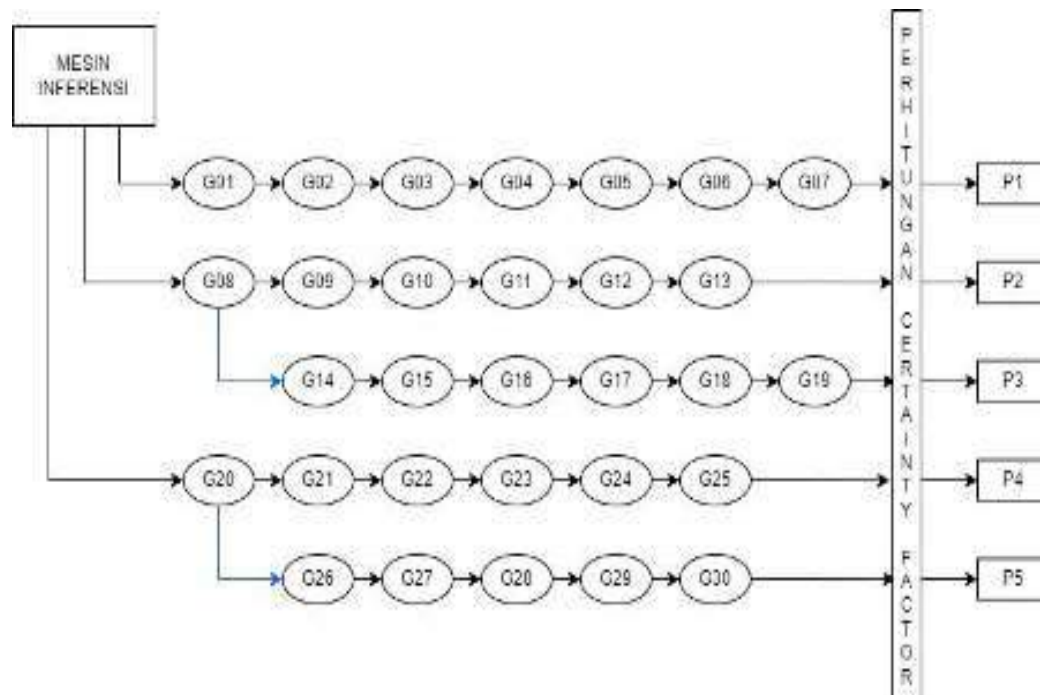 MESIN
INFERENSI
G01 G02 G03 G04 G05 G06 G07
P1
G08 G09 G10 G11 G12 G13
P2
G14 G15 G16 G17 G18 G19
P3
G20 G21 G22 G23 G24 G25
P4
G26 G27 G28 G29 G30
P5
PERHITUNGAN CERTAINTY FACTOR